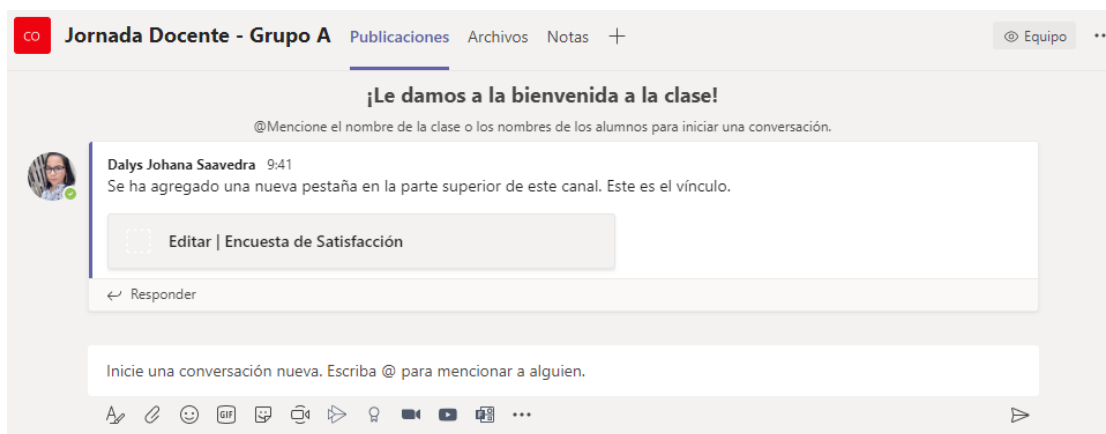 CO Jornada Docente - Grupo A Publicaciones Archivos Notas Equipo
¡Le damos a la bienvenida a la clase!
@Mencione el nombre de la clase o los nombres de los alumnos para iniciar una conversación.
Dalys Johana Saavedra 9:41
Se ha agregado una nueva pestaña en la parte superior de este canal. Este es el vínculo.
Editar | Encuesta de Satisfacción
Responder
Inicie una conversación nueva. Escriba @ para mencionar a alguien.
GIF